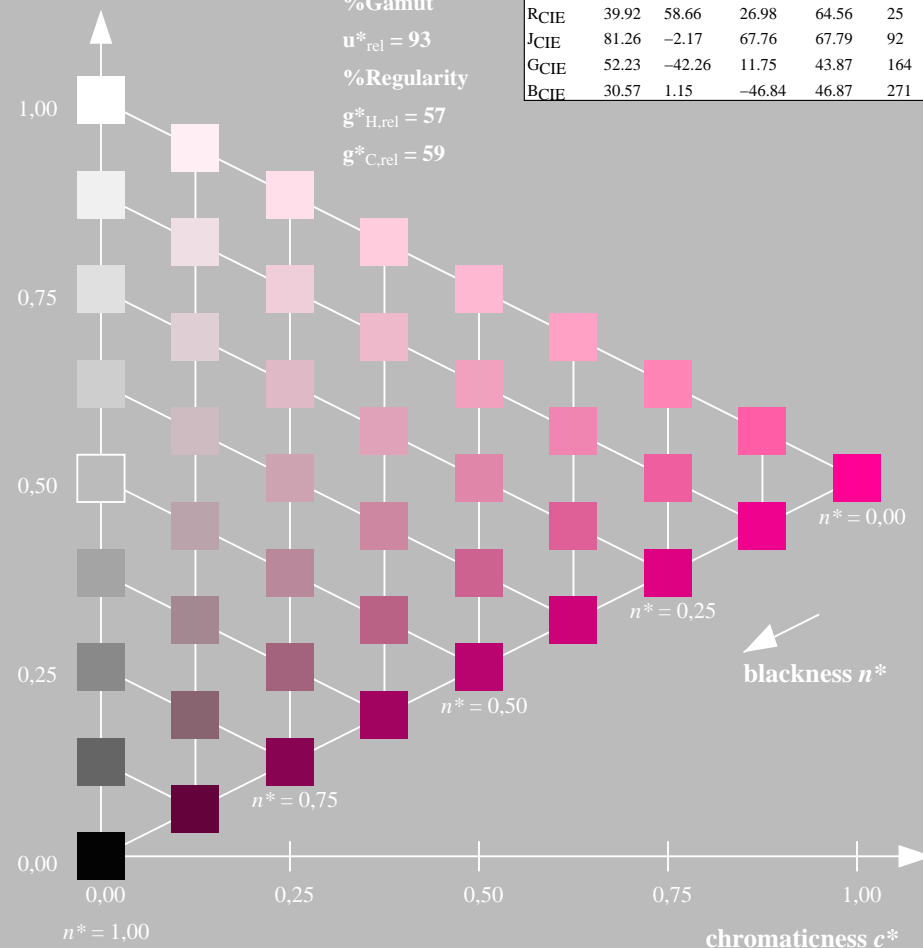 %Gamut
u*rel = 93
%Regularity
g*H,rel = 57
g*C,rel = 59
RCIE 39.92 58.66 26.98 64.56 25
JCIE 81.26 −2.17 67.76 67.79 92
GCIE 52.23 −42.26 11.75 43.87 164
BCIE 30.57 1.15 −46.84 46.87 271
1,00
0,75
0,50
n* = 0,00
n* = 0,25
0,25
blackness n*
n* = 0,50
n* = 0,75
0,00
0,00 0,25 0,50 0,75 1,00
n* = 1,00
chromaticness c*